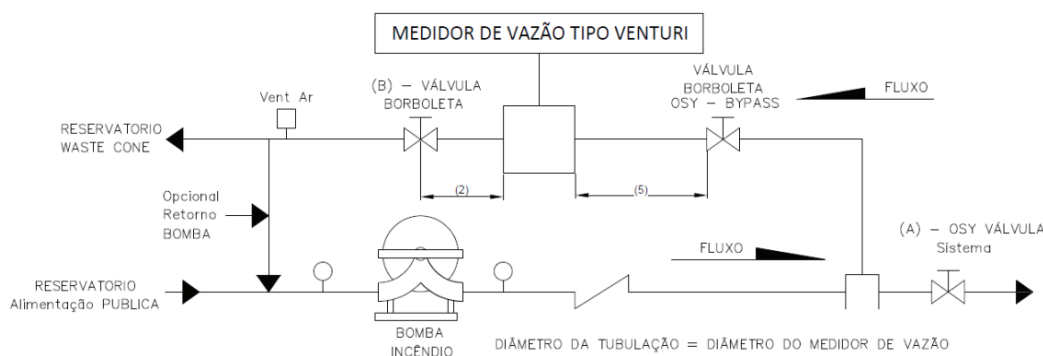 MEDIDOR DE VAZÃO TIPO VENTURI
(B) – VÁLVULA
BORBOLETA
VÁLVULA
BORBOLETA
OSY – BYPASS
FLUXO
Vent Ar
RESERVATORIO
WASTE CONE
(2)
(5)
Opcional
Retorno
BOMBA
(A) – OSY VÁLVULA
Sistema
FLUXO
RESERVATORIO
Alimentação PUBLICA
BOMBA
INCÊNDIO
DIÂMETRO DA TUBULAÇÃO = DIÂMETRO DO MEDIDOR DE VAZÃO